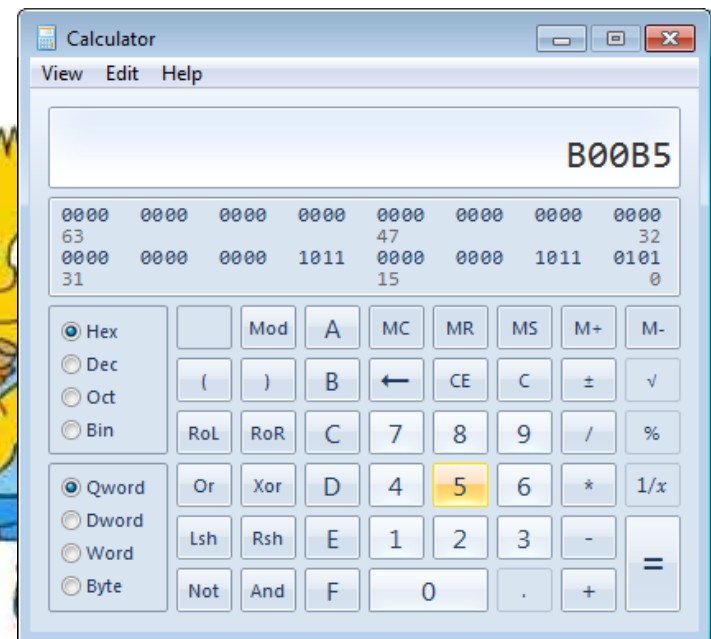 Calculator
View Edit Help
B00B5
0000 0000 0000 0000 0000 0000 0000 0000
63 47 32
0000 0000 0000 1011 0000 0000 1011 0101
31 15 0
Hex Mod A MC MR MS M+ M-
Dec
Oct ( ) B ← CE C ± √
Bin RoL RoR C 7 8 9 / %
Qword Or Xor D 4 5 6 * 1/x
Dword
Word Lsh Rsh E 1 2 3 - =
Byte Not And F 0 . +